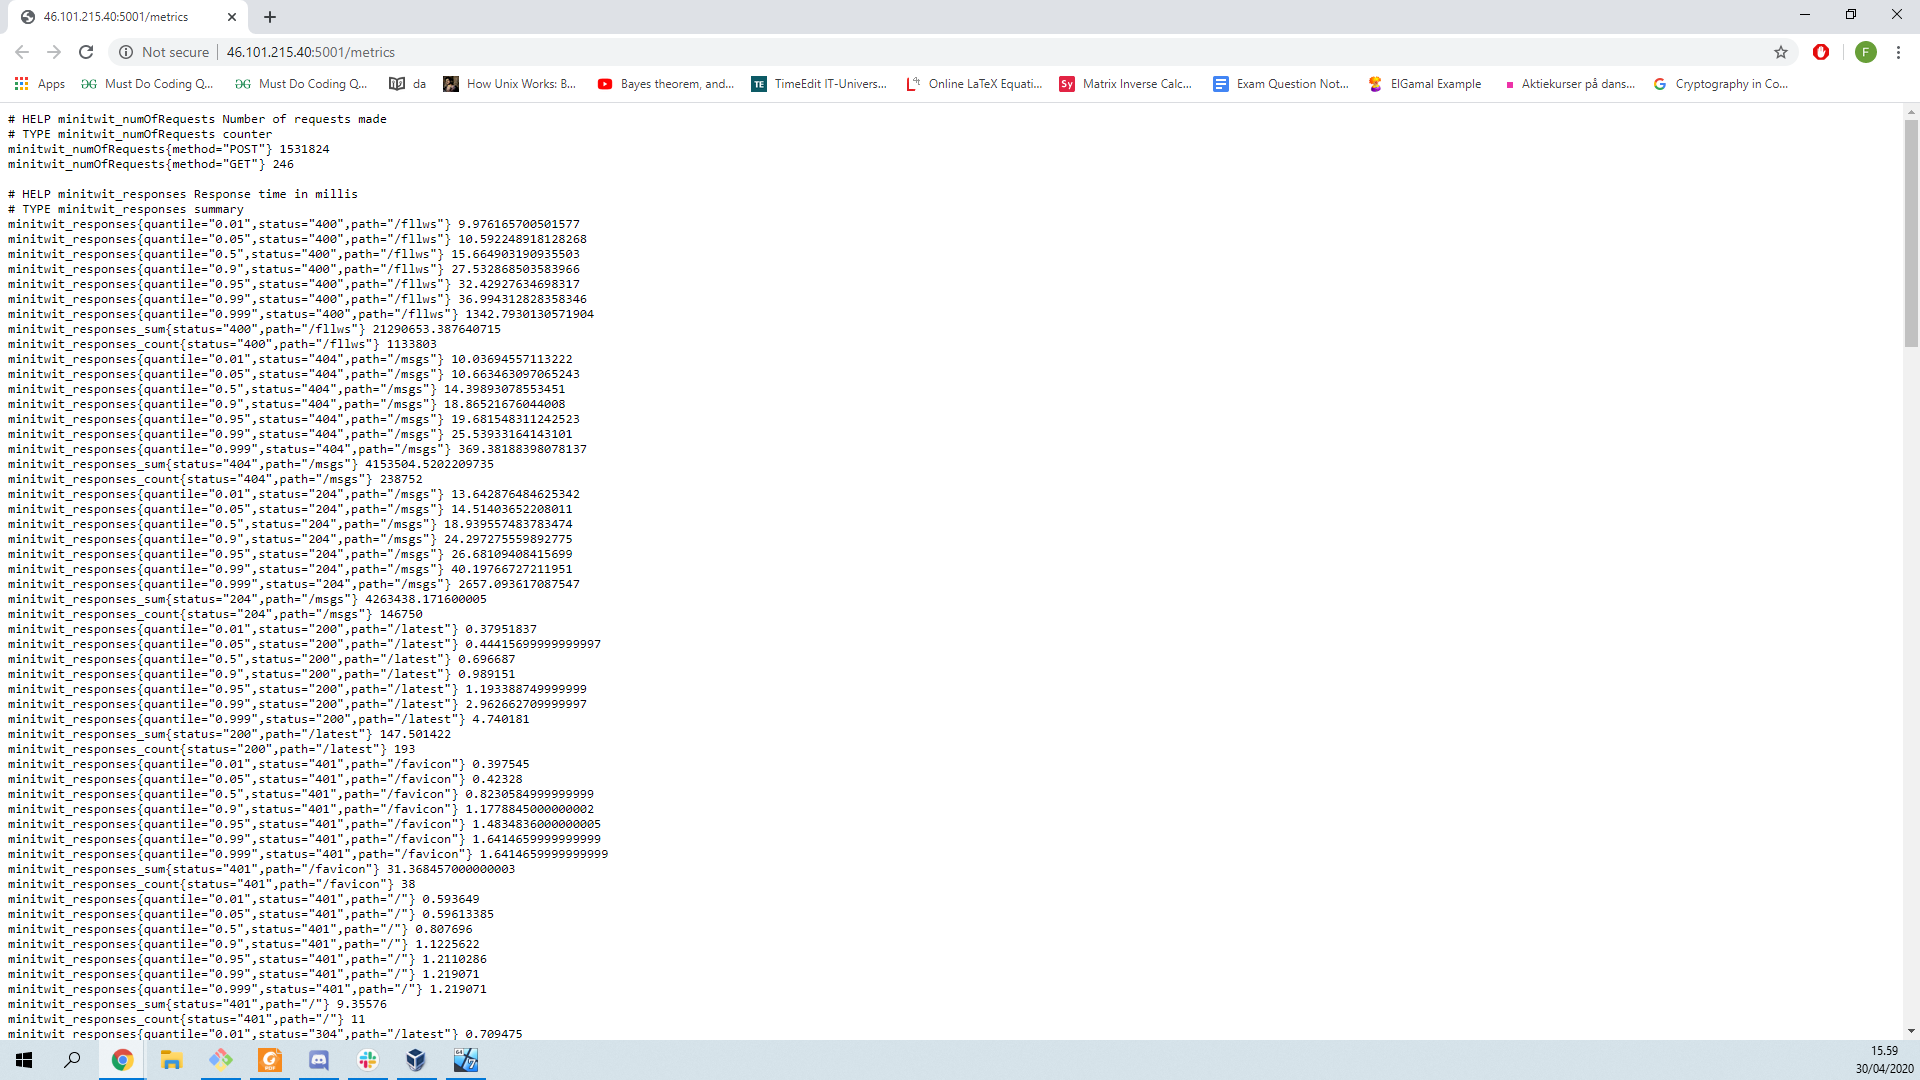 46.101.215.40:5001/metrics
Not secure 46.101.215.40:5001/metrics
F
Apps Must Do Coding Q... Must Do Coding Q... da How Unix Works: B... Bayes theorem, and... TE TimeEdit IT-Univers... Online LaTeX Equati... Sy Matrix Inverse Calc... Exam Question Not... ElGamal Example Aktiekurser på dans... Cryptography in Co...
# HELP minitwit_numOfRequests Number of requests made
# TYPE minitwit_numOfRequests counter
minitwit_numOfRequests{method="POST"} 1531824
minitwit_numOfRequests{method="GET"} 246
# HELP minitwit_responses Response time in millis
# TYPE minitwit_responses summary
minitwit_responses{quantile="0.01",status="400",path="/fllws"} 9.976165700501577
minitwit_responses{quantile="0.05",status="400",path="/fllws"} 10.592248918128268
minitwit_responses{quantile="0.5",status="400",path="/fllws"} 15.664903190935503
minitwit_responses{quantile="0.9",status="400",path="/fllws"} 27.532868503583966
minitwit_responses{quantile="0.95",status="400",path="/fllws"} 32.42927634698317
minitwit_responses{quantile="0.99",status="400",path="/fllws"} 36.994312828358346
minitwit_responses{quantile="0.999",status="400",path="/fllws"} 1342.7930130571904
minitwit_responses_sum{status="400",path="/fllws"} 21290653.387640715
minitwit_responses_count{status="400",path="/fllws"} 1133803
minitwit_responses{quantile="0.01",status="404",path="/msgs"} 10.03694557113222
minitwit_responses{quantile="0.05",status="404",path="/msgs"} 10.663463097065243
minitwit_responses{quantile="0.5",status="404",path="/msgs"} 14.39893078553451
minitwit_responses{quantile="0.9",status="404",path="/msgs"} 18.86521676044008
minitwit_responses{quantile="0.95",status="404",path="/msgs"} 19.681548311242523
minitwit_responses{quantile="0.99",status="404",path="/msgs"} 25.53933164143101
minitwit_responses{quantile="0.999",status="404",path="/msgs"} 369.38188398078137
minitwit_responses_sum{status="404",path="/msgs"} 4153504.5202209735
minitwit_responses_count{status="404",path="/msgs"} 238752
minitwit_responses{quantile="0.01",status="204",path="/msgs"} 13.642876484625342
minitwit_responses{quantile="0.05",status="204",path="/msgs"} 14.51403652208011
minitwit_responses{quantile="0.5",status="204",path="/msgs"} 18.939557483783474
minitwit_responses{quantile="0.9",status="204",path="/msgs"} 24.297275559892775
minitwit_responses{quantile="0.95",status="204",path="/msgs"} 26.68109408415699
minitwit_responses{quantile="0.99",status="204",path="/msgs"} 40.19766727211951
minitwit_responses{quantile="0.999",status="204",path="/msgs"} 2657.093617087547
minitwit_responses_sum{status="204",path="/msgs"} 4263438.171600005
minitwit_responses_count{status="204",path="/msgs"} 146750
minitwit_responses{quantile="0.01",status="200",path="/latest"} 0.37951837
minitwit_responses{quantile="0.05",status="200",path="/latest"} 0.44415699999999997
minitwit_responses{quantile="0.5",status="200",path="/latest"} 0.696687
minitwit_responses{quantile="0.9",status="200",path="/latest"} 0.989151
minitwit_responses{quantile="0.95",status="200",path="/latest"} 1.193388749999999
minitwit_responses{quantile="0.99",status="200",path="/latest"} 2.962662709999997
minitwit_responses{quantile="0.999",status="200",path="/latest"} 4.740181
minitwit_responses_sum{status="200",path="/latest"} 147.501422
minitwit_responses_count{status="200",path="/latest"} 193
minitwit_responses{quantile="0.01",status="401",path="/favicon"} 0.397545
minitwit_responses{quantile="0.05",status="401",path="/favicon"} 0.42328
minitwit_responses{quantile="0.5",status="401",path="/favicon"} 0.8230584999999999
minitwit_responses{quantile="0.9",status="401",path="/favicon"} 1.1778845000000002
minitwit_responses{quantile="0.95",status="401",path="/favicon"} 1.4834836000000005
minitwit_responses{quantile="0.99",status="401",path="/favicon"} 1.6414659999999999
minitwit_responses{quantile="0.999",status="401",path="/favicon"} 1.6414659999999999
minitwit_responses_sum{status="401",path="/favicon"} 31.368457000000003
minitwit_responses_count{status="401",path="/favicon"} 38
minitwit_responses{quantile="0.01",status="401",path="/"} 0.593649
minitwit_responses{quantile="0.05",status="401",path="/"} 0.59613385
minitwit_responses{quantile="0.5",status="401",path="/"} 0.807696
minitwit_responses{quantile="0.9",status="401",path="/"} 1.1225622
minitwit_responses{quantile="0.95",status="401",path="/"} 1.2110286
minitwit_responses{quantile="0.99",status="401",path="/"} 1.219071
minitwit_responses{quantile="0.999",status="401",path="/"} 1.219071
minitwit_responses_sum{status="401",path="/"} 9.35576
minitwit_responses_count{status="401",path="/"} 11
minitwit_responses{quantile="0.01",status="304",path="/latest"} 0.709475
15.59
30/04/2020